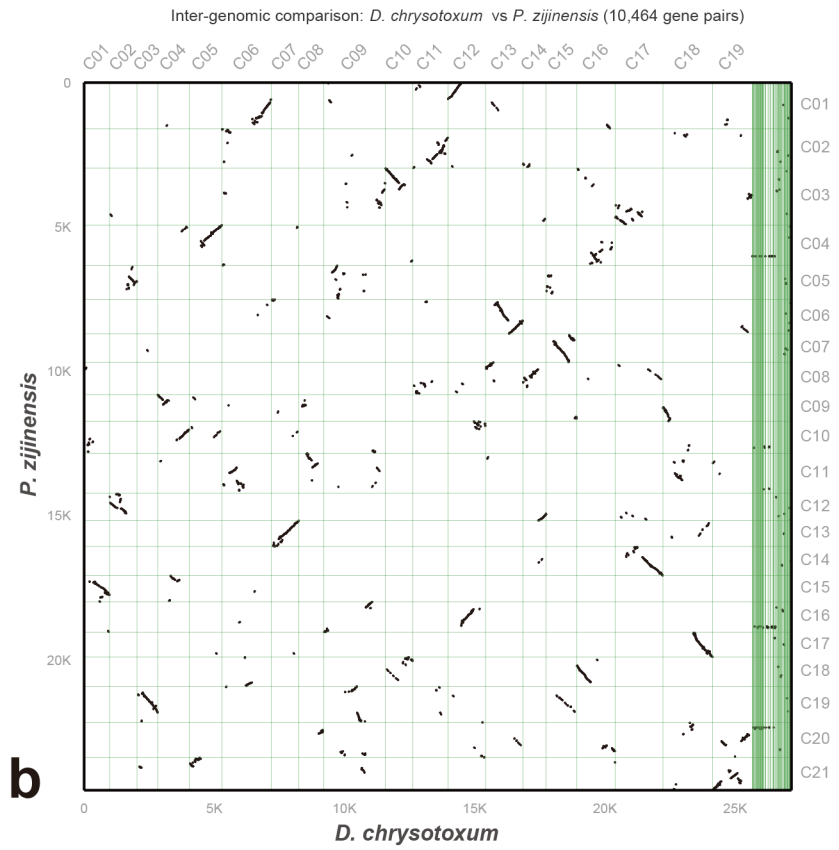 Inter-genomic comparison: D. chrysotoxum vs P. zijinensis (10,464 gene pairs)
C01 C02 C03 C04 C05 C06 C07 C08 C09 C10 C11 C12 C13 C14 C15 C16 C17 C18 C19
0
C01
C02
C03
5K
C04
C05
C06
C07
10K
C08
C09
C10
C11
15K
C12
C13
C14
C15
C16
C17
20K
C18
C19
C20
C21
P. zijinensis
b
0 5K 10K 15K 20K 25K
D. chrysotoxum